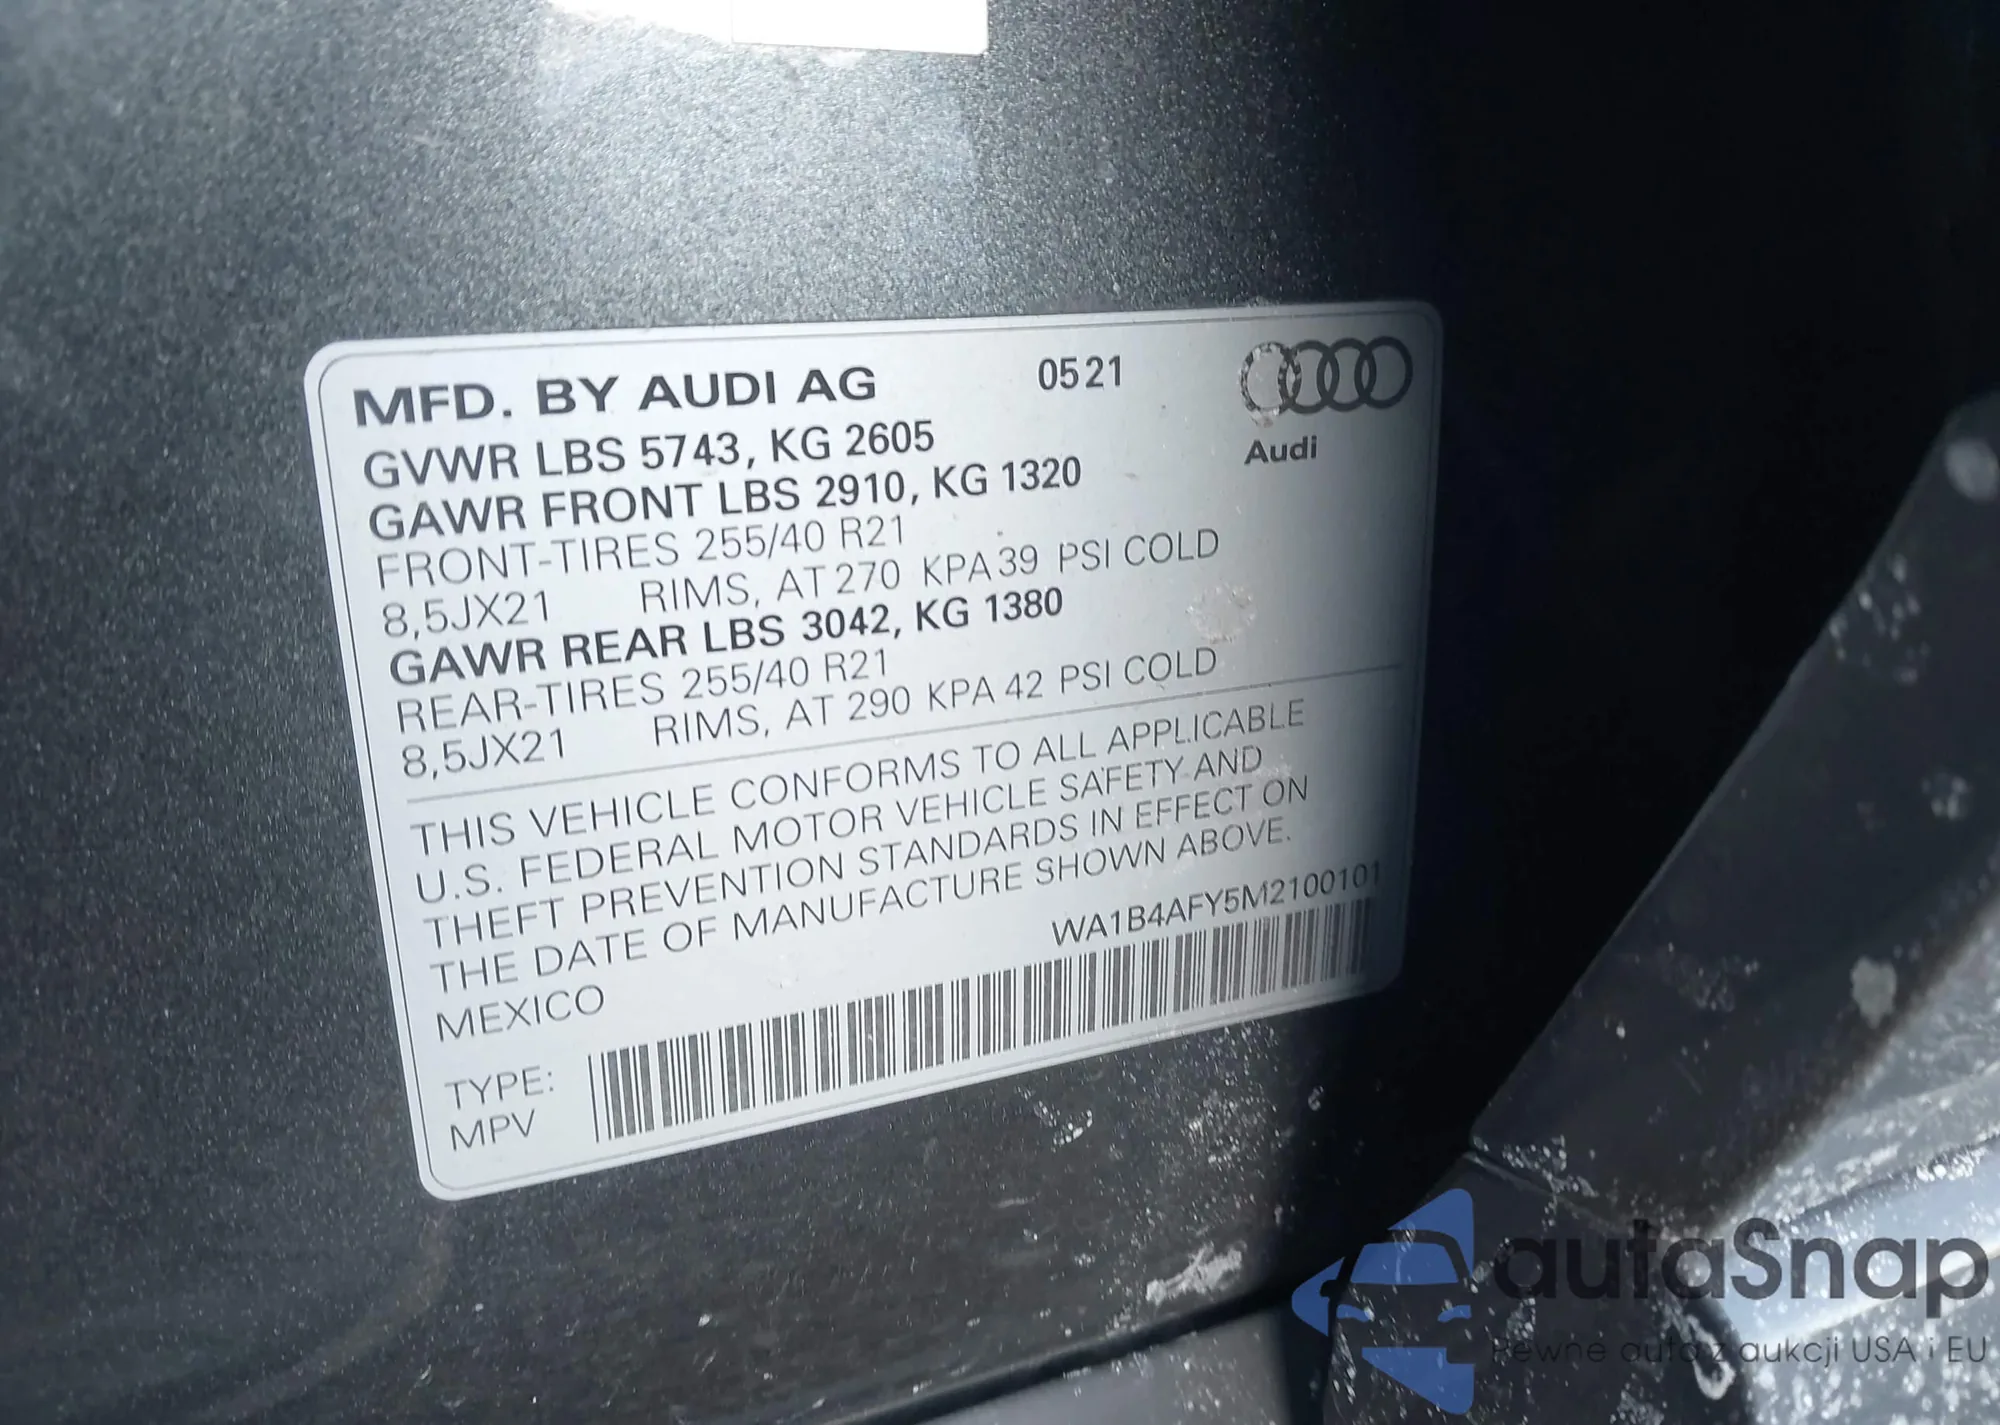 MFD. BY AUDI AG 0521
Audi
GVWR LBS 5743, KG 2605
GAWR FRONT LBS 2910, KG 1320
FRONT-TIRES 255/40 R21
8,5JX21 RIMS, AT 270 KPA 39 PSI COLD
GAWR REAR LBS 3042, KG 1380
REAR-TIRES 255/40 R21
8,5JX21 RIMS, AT 290 KPA 42 PSI COLD
THIS VEHICLE CONFORMS TO ALL APPLICABLE
U.S. FEDERAL MOTOR VEHICLE SAFETY AND
THEFT PREVENTION STANDARDS IN EFFECT ON
THE DATE OF MANUFACTURE SHOWN ABOVE.
MEXICO WA1B4AFY5M2100101
TYPE:
MPV
autaSnap
Pewne auta z aukcji USA i EU